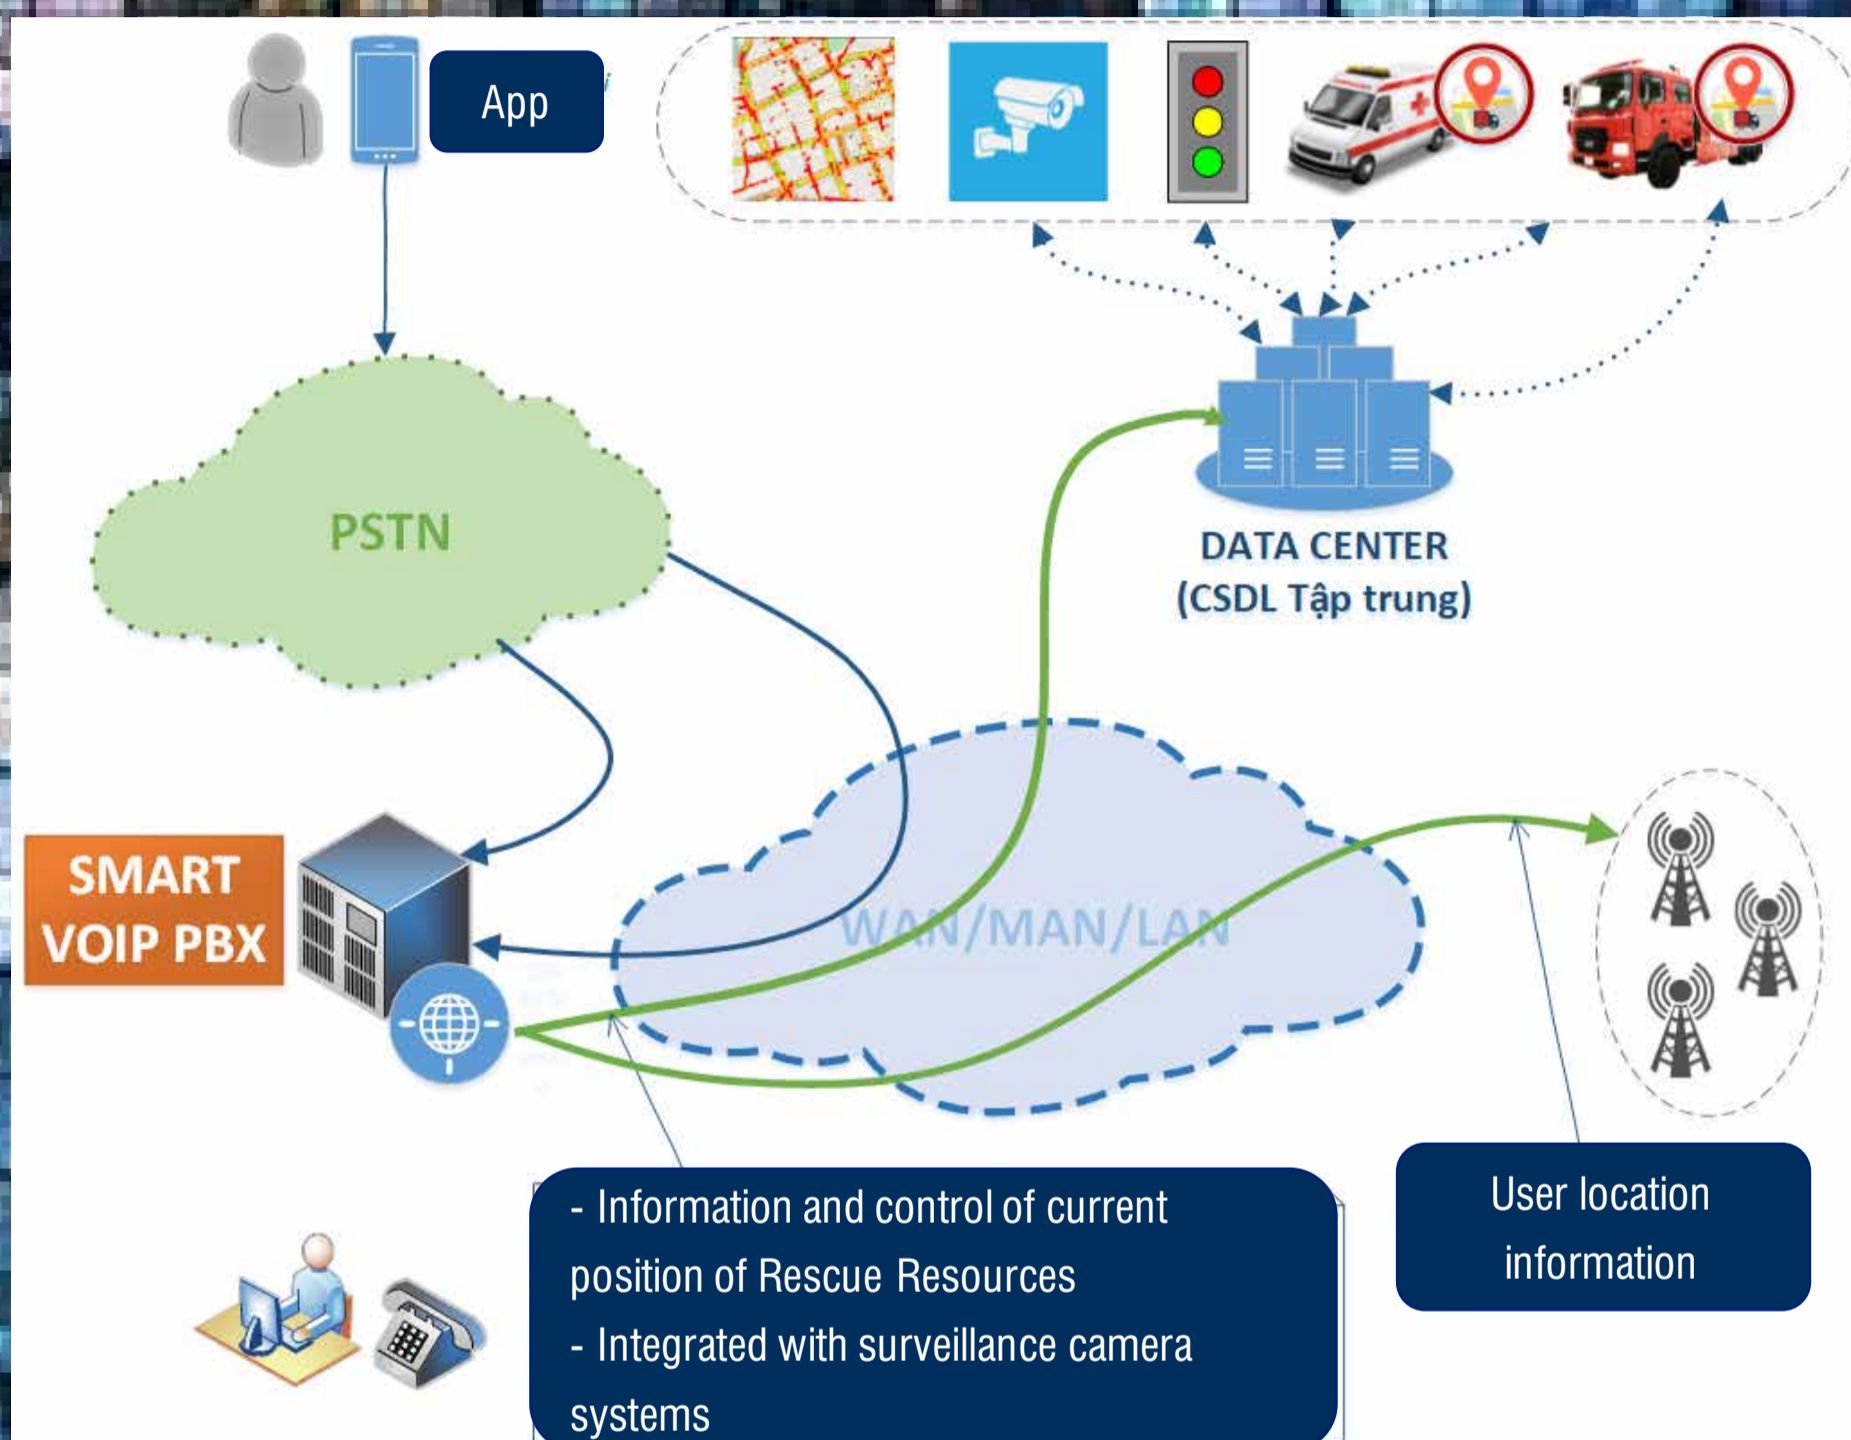 App
PSTN
DATA CENTER
(CSDL Tập trung)
SMART
VOIP PBX
WAN/MAN/LAN
- Information and control of current
position of Rescue Resources
- Integrated with surveillance camera
systems
User location
information